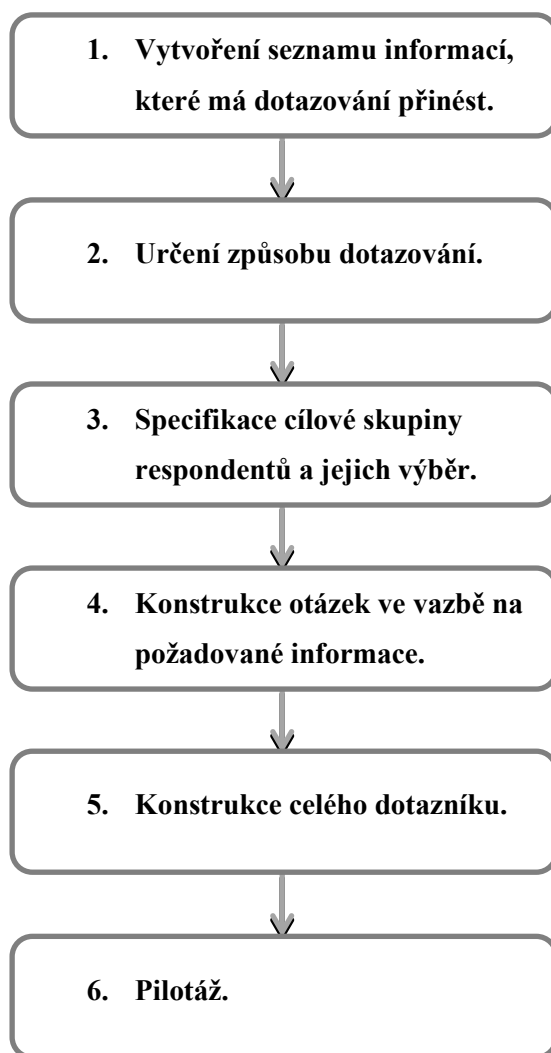 1. Vytvoření seznamu informací,
které má dotazování přinést.
2. Určení způsobu dotazování.
3. Specifikace cílové skupiny
respondentů a jejich výběr.
4. Konstrukce otázek ve vazbě na
požadované informace.
5. Konstrukce celého dotazníku.
6. Pilotáž.